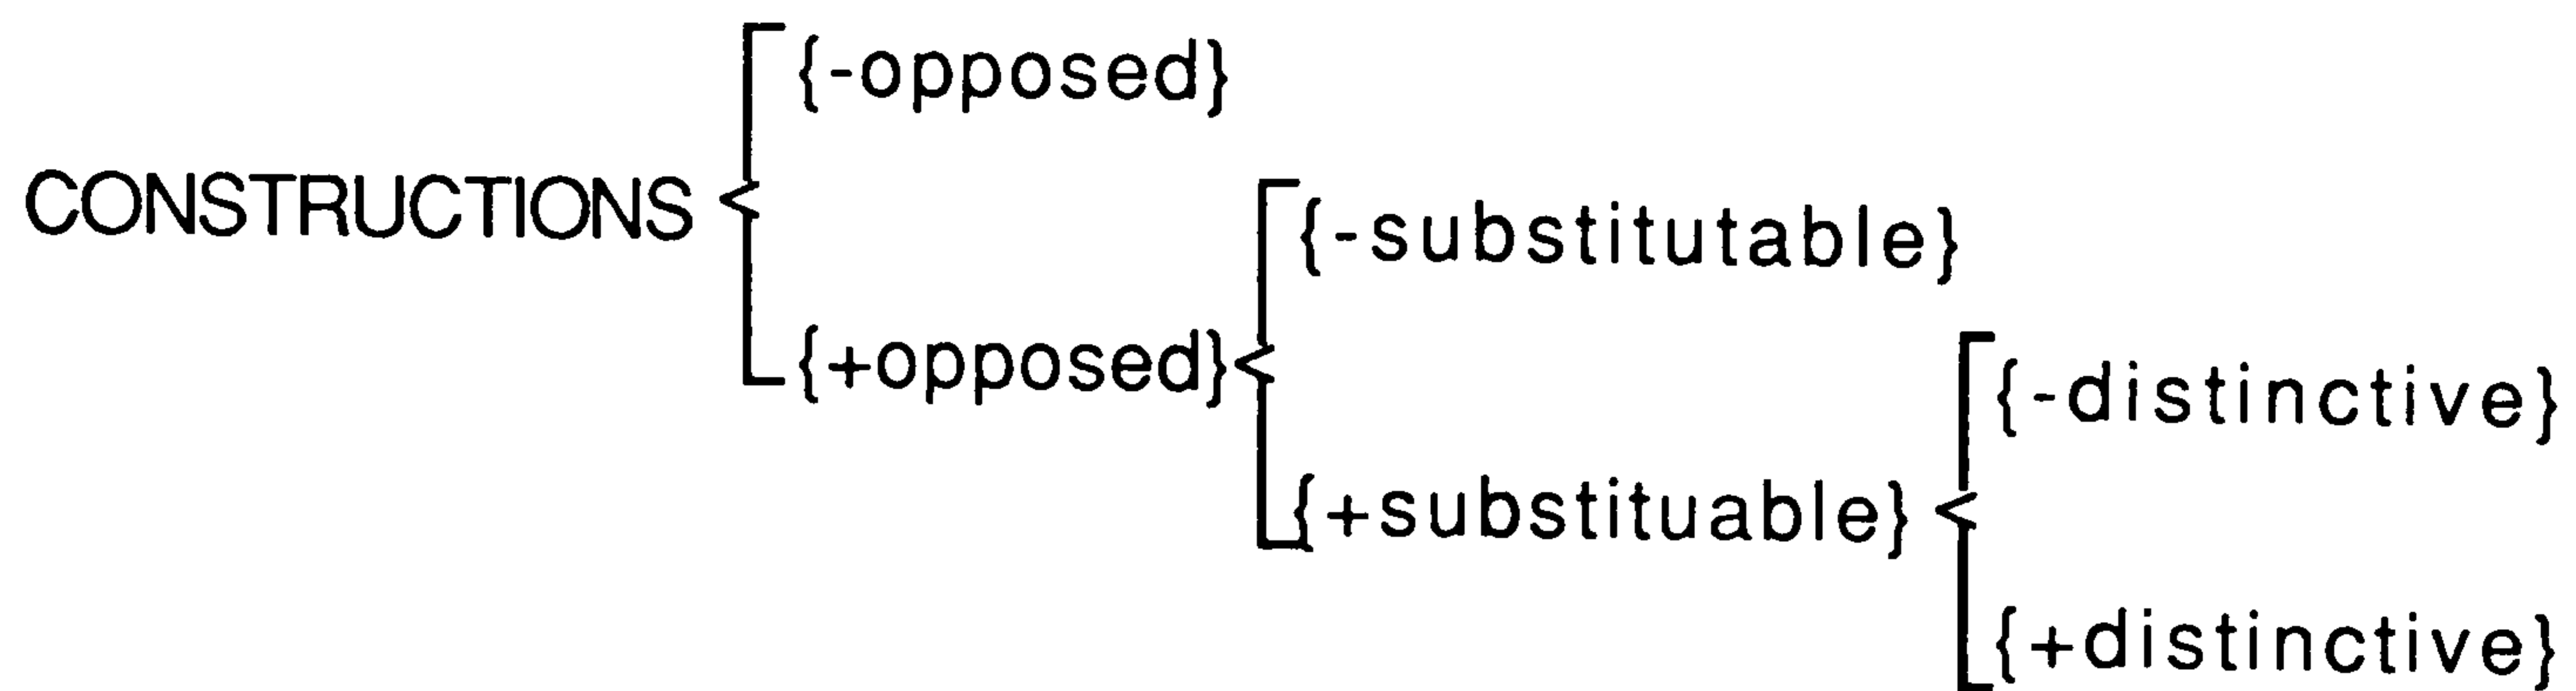 {-opposed}
CONSTRUCTIONS
{-substitutable}
{+opposed}
{-distinctive}
{+substituable}
{+distinctive}